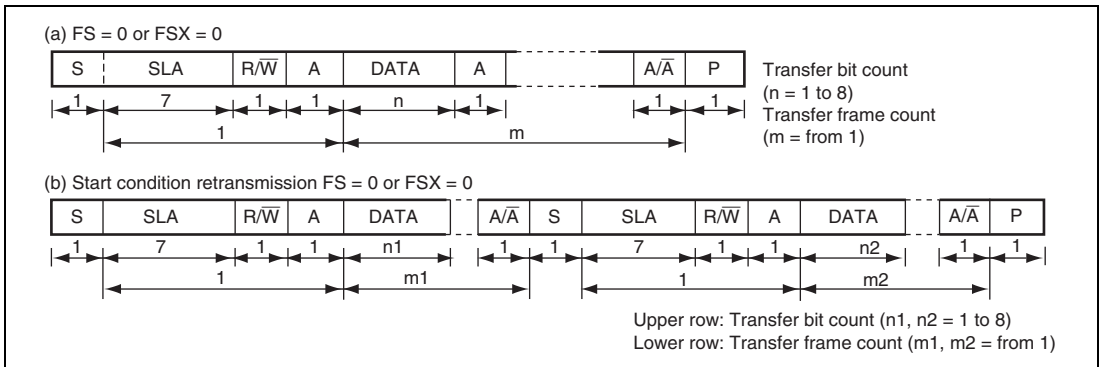 (a) FS = 0 or FSX = 0
S SLA R/W̅ A DATA A A/A̅ P
1 7 1 1 n 1 1 1
1 m
Transfer bit count
(n = 1 to 8)
Transfer frame count
(m = from 1)
(b) Start condition retransmission FS = 0 or FSX = 0
S SLA R/W̅ A DATA A/A̅ S SLA R/W̅ A DATA A/A̅ P
1 7 1 1 n1 1 1 7 1 1 n2 1 1
1 m1 1 m2
Upper row: Transfer bit count (n1, n2 = 1 to 8)
Lower row: Transfer frame count (m1, m2 = from 1)